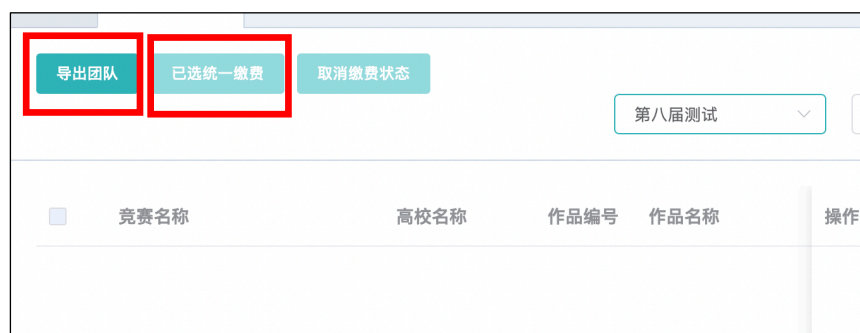 导出团队 已选统一缴费 取消缴费状态
第八届测试
竞赛名称 高校名称 作品编号 作品名称 操作